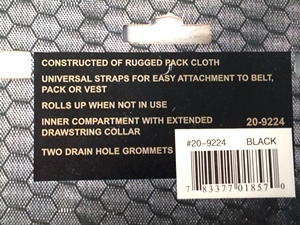 CONSTRUCTED OF RUGGED PACK CLOTH
UNIVERSAL STRAPS FOR EASY ATTACHMENT TO BELT,
PACK OR VEST
ROLLS UP WHEN NOT IN USE
INNER COMPARTMENT WITH EXTENDED
DRAWSTRING COLLAR
20-9224
TWO DRAIN HOLE GROMMETS
#20-9224 BLACK
7 83377 01857 0